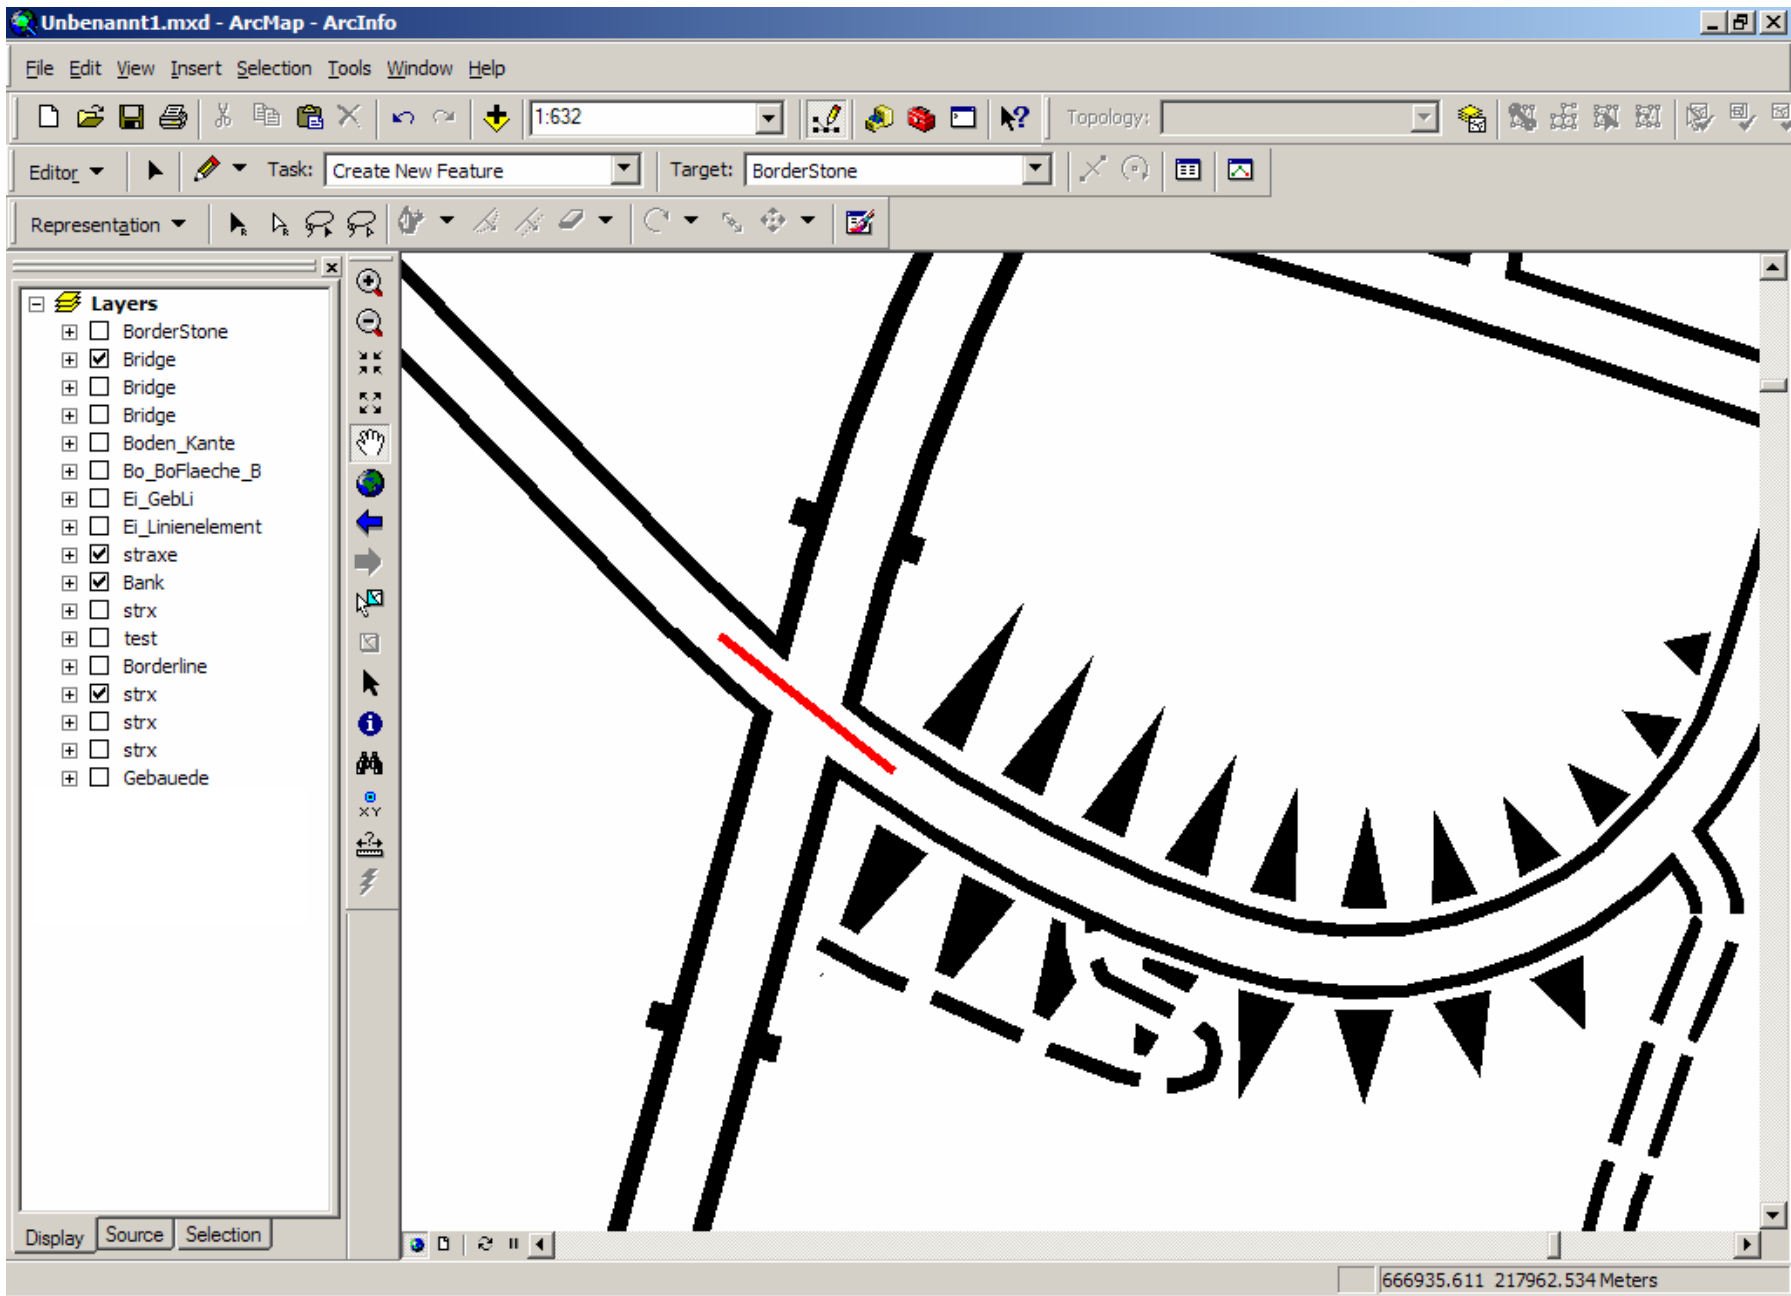 Unbenannt1.mxd - ArcMap - ArcInfo
File Edit View Insert Selection Tools Window Help
1:632 Topology:
Editor Task: Create New Feature Target: BorderStone
Representation
Layers
BorderStone
Bridge
Bridge
Bridge
Boden_Kante
Bo_BoFlaeche_B
Ei_GebLi
Ei_Linienelement
straxe
Bank
strx
test
Borderline
strx
strx
strx
Gebauede
XY
Display Source Selection
666935.611 217962.534 Meters